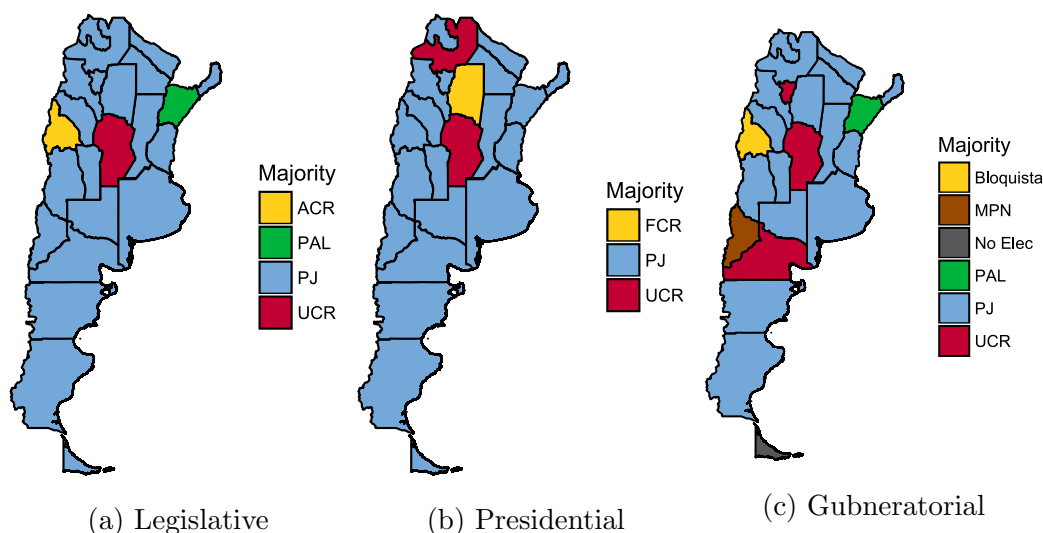 Majority
ACR
PAL
PJ
UCR
(a) Legislative
Majority
FCR
PJ
UCR
(b) Presidential
Majority
Bloquista
MPN
No Elec
PAL
PJ
UCR
(c) Gubneratorial